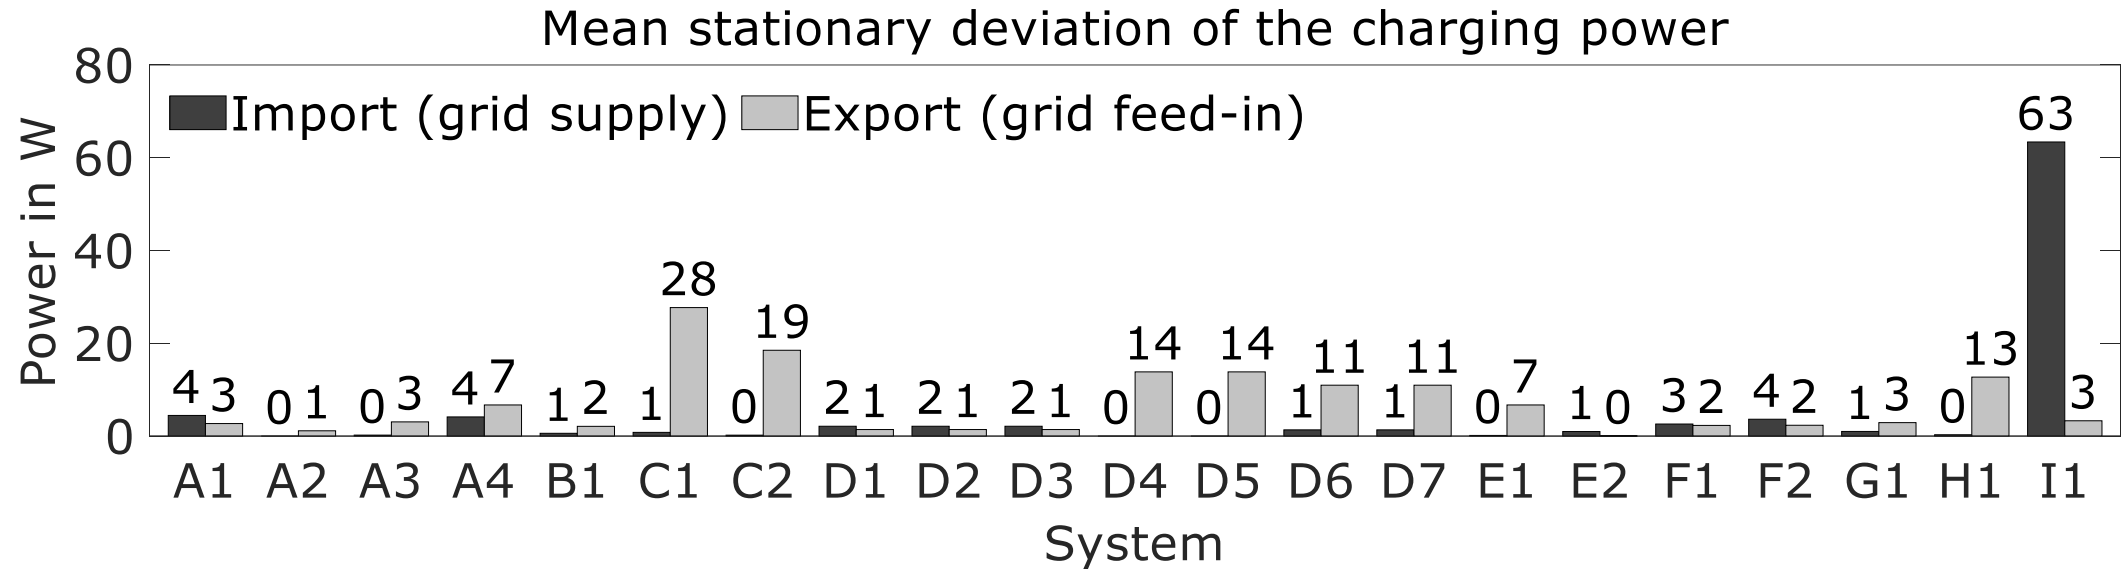 Mean stationary deviation of the charging power
Power in W
80
60
40
20
0
Import (grid supply) Export (grid feed-in)
4 3 0 1 0 3 4 7 1 2 1 28 0 19 2 1 2 1 2 1 0 14 0 14 1 11 1 11 0 7 1 0 3 2 4 2 1 3 0 13 63 3
A1 A2 A3 A4 B1 C1 C2 D1 D2 D3 D4 D5 D6 D7 E1 E2 F1 F2 G1 H1 I1
System